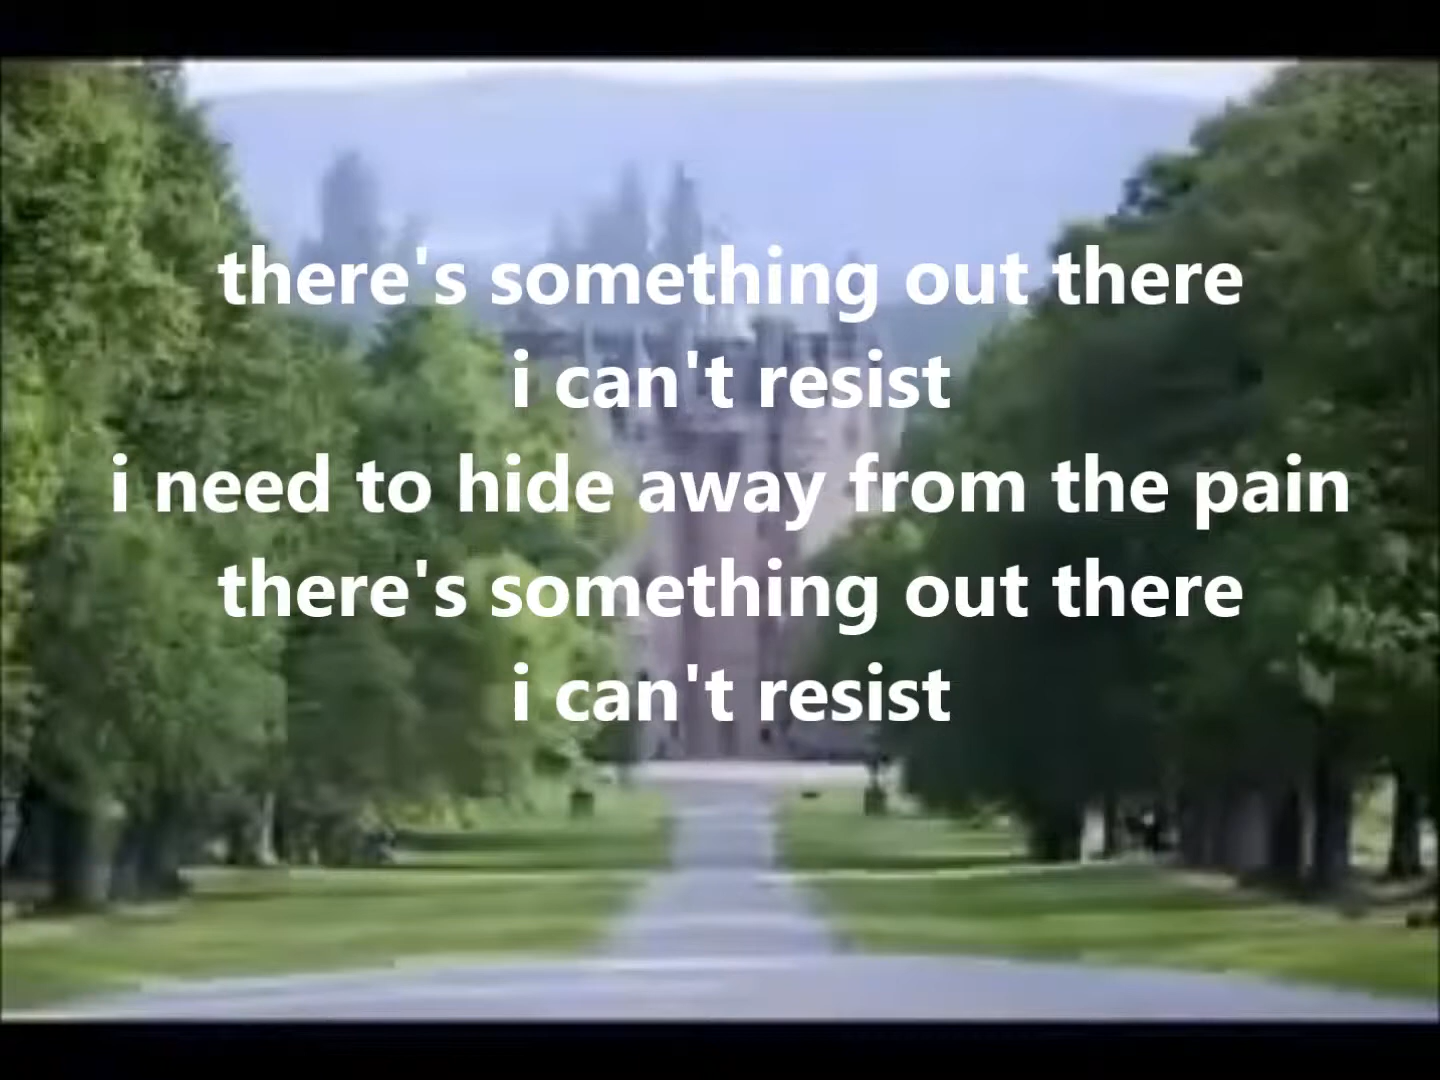 there's something out there
i can't resist
i need to hide away from the pain
there's something out there
i can't resist